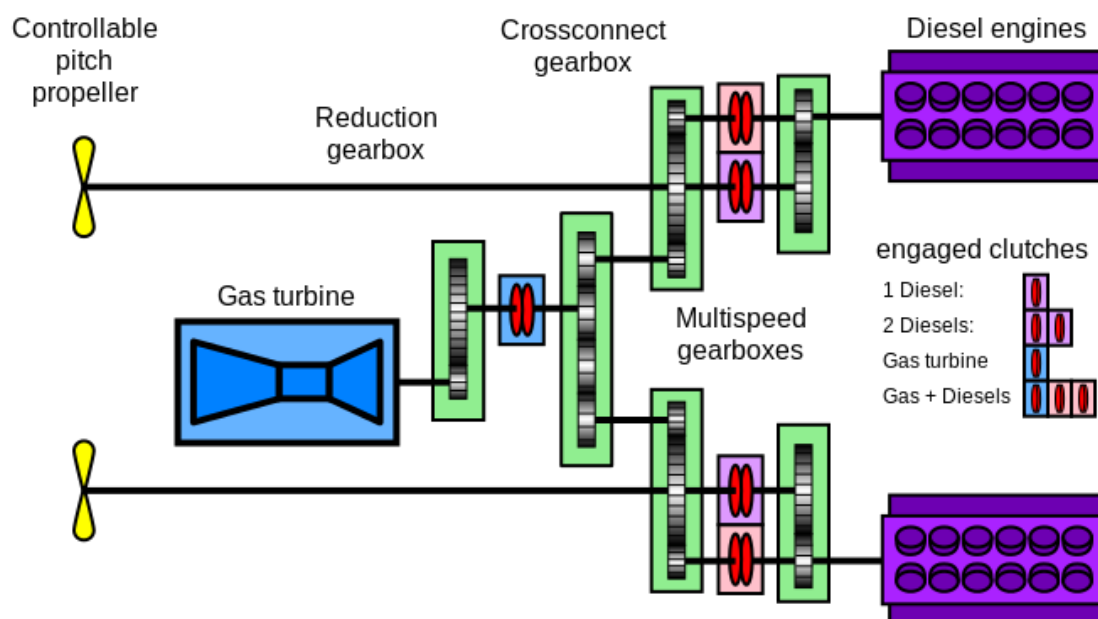 Controllable
pitch
propeller
Crossconnect
gearbox
Diesel engines
Reduction
gearbox
engaged clutches
1 Diesel:
2 Diesels:
Gas turbine
Gas + Diesels
Gas turbine
Multispeed
gearboxes